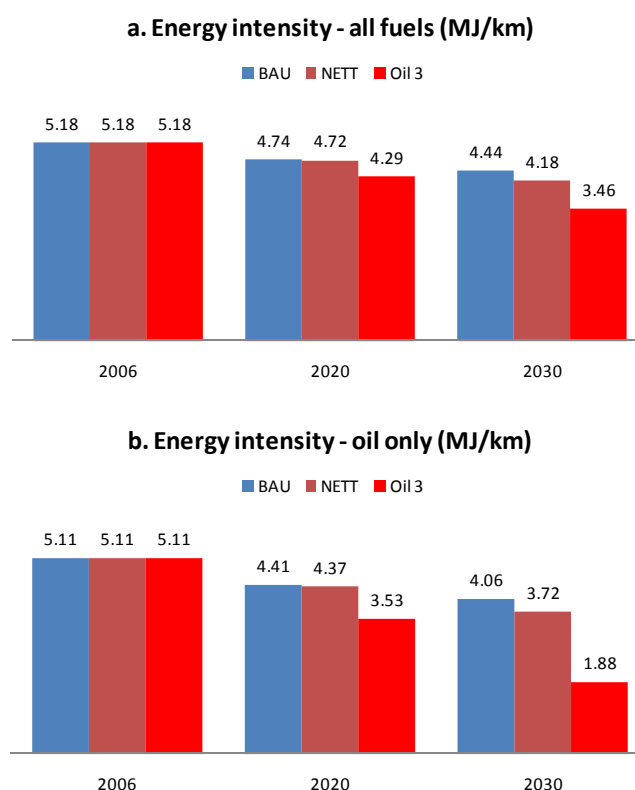 a. Energy intensity - all fuels (MJ/km)
BAU NETT Oil 3
5.18 5.18 5.18 4.74 4.72 4.29 4.44 4.18 3.46
2006 2020 2030
b. Energy intensity - oil only (MJ/km)
BAU NETT Oil 3
5.11 5.11 5.11 4.41 4.37 3.53 4.06 3.72 1.88
2006 2020 2030